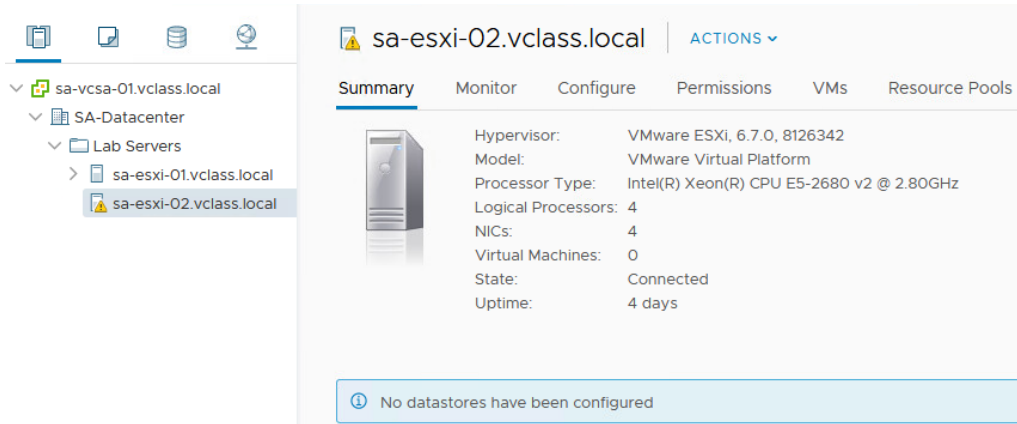 sa-vcsa-01.vclass.local
SA-Datacenter
Lab Servers
sa-esxi-01.vclass.local
sa-esxi-02.vclass.local
sa-esxi-02.vclass.local ACTIONS
Summary Monitor Configure Permissions VMs Resource Pools
Hypervisor: VMware ESXi, 6.7.0, 8126342
Model: VMware Virtual Platform
Processor Type: Intel(R) Xeon(R) CPU E5-2680 v2 @ 2.80GHz
Logical Processors: 4
NICs: 4
Virtual Machines: 0
State: Connected
Uptime: 4 days
No datastores have been configured